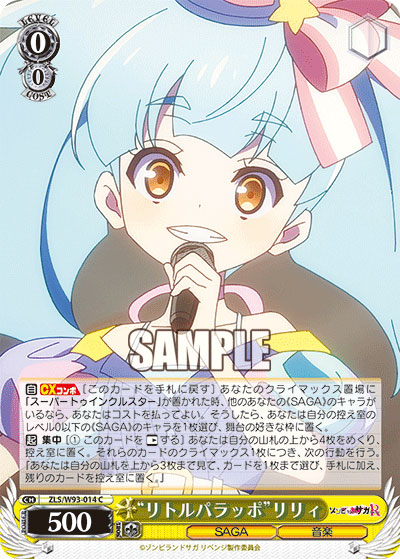 LEVEL
0
0
COST
SAMPLE
自 CXコンボ [このカードを手札に戻す] あなたのクライマックス置場に
「スーパートゥインクルスター」が置かれた時、他のあなたの《SAGA》のキャラが
いるなら、あなたはコストを払ってよい。そうしたら、あなたは自分の控え室の
レベル0以下の《SAGA》のキャラを1枚選び、舞台の好きな枠に置く。
起 集中 [① このカードを する] あなたは自分の山札の上から4枚をめくり、
控え室に置く。それらのカードのクライマックス1枚につき、次の行動を行う。
『あなたは自分の山札を上から3枚まで見て、カードを1枚まで選び、手札に加え、
残りのカードを控え室に置く。』
CH ZLS/W93-014 C
500
“リトルパラッポ”リリィ
ゾンビランドサガR
SAGA
音楽
©ゾンビランドサガ リベンジ製作委員会